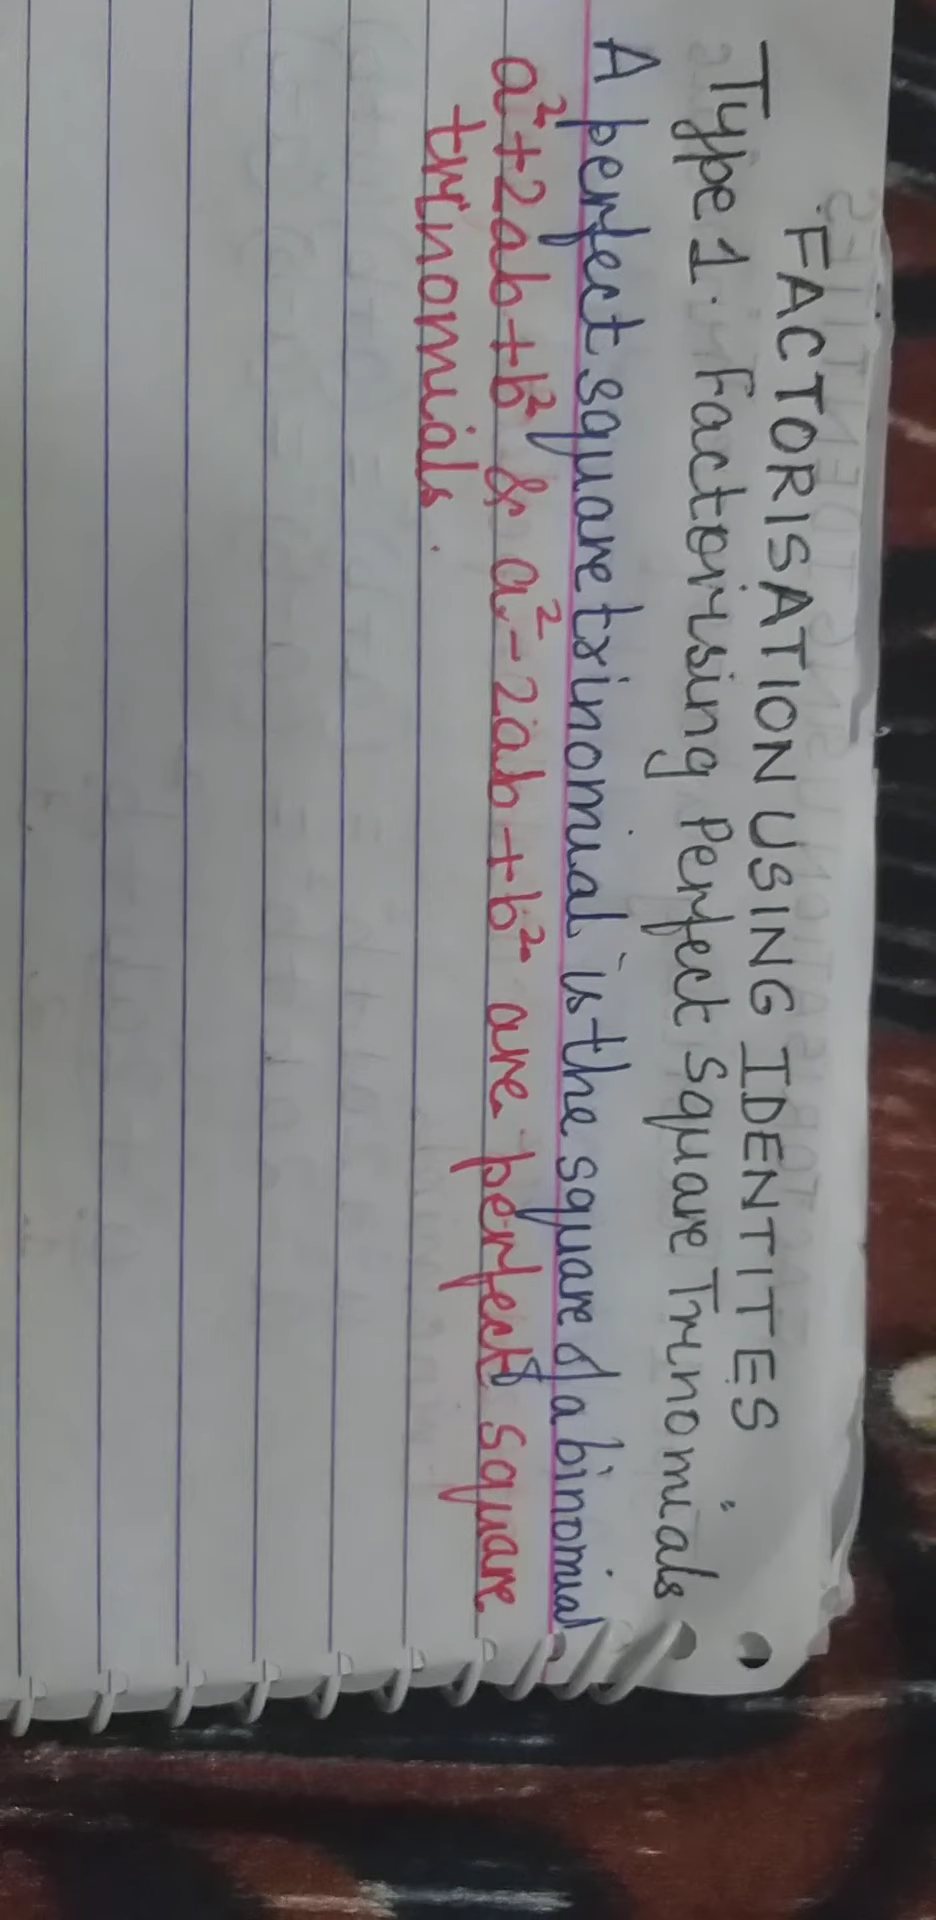 FACTORISATION USING IDENTITES
Type 1: Factorising Perfect Square Trinomials
A perfect square trinomial is the square of a binomial
a²+2ab+b² & a²-2ab+b² are perfect square
trinomials.